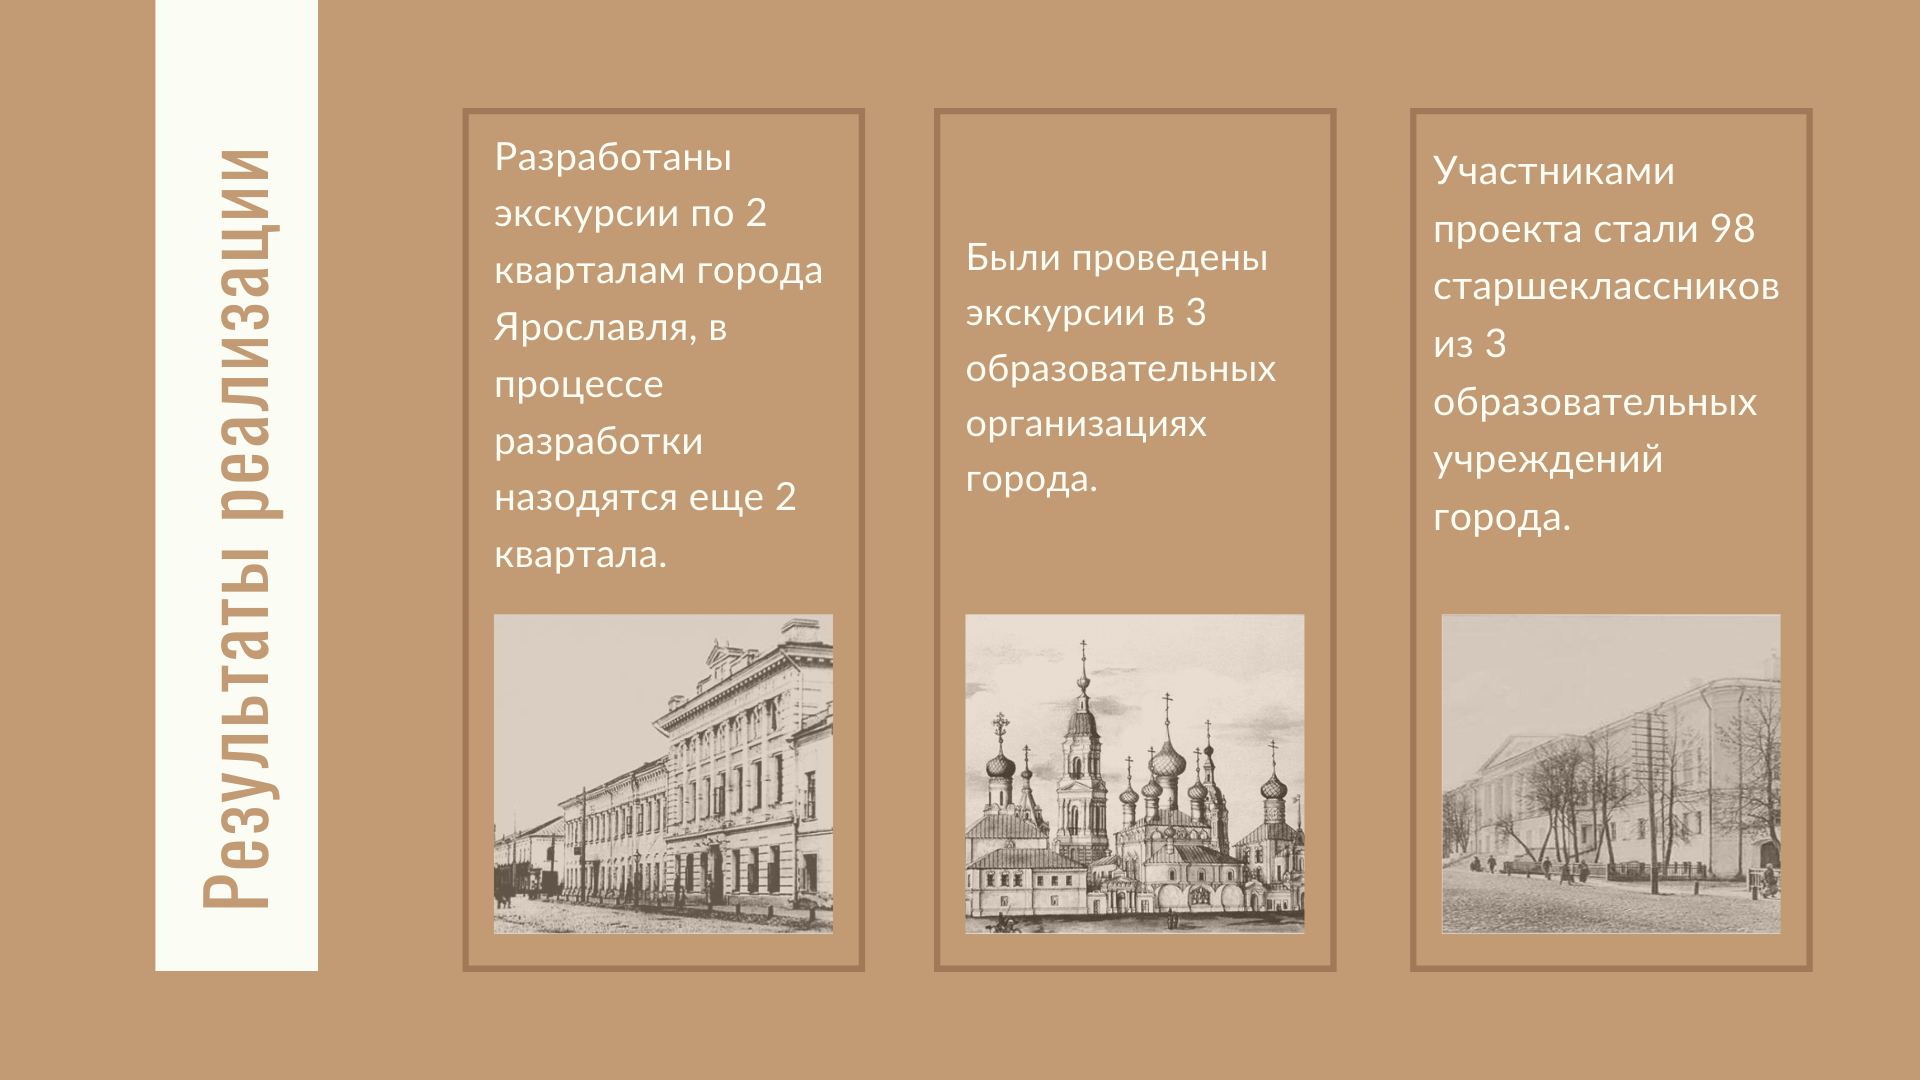 Результаты реализации
Разработаны
экскурсии по 2
кварталам города
Ярославля, в
процессе
разработки
назодятся еще 2
квартала.
Были проведены
экскурсии в 3
образовательных
организациях
города.
Участниками
проекта стали 98
старшеклассников
из 3
образовательных
учреждений
города.